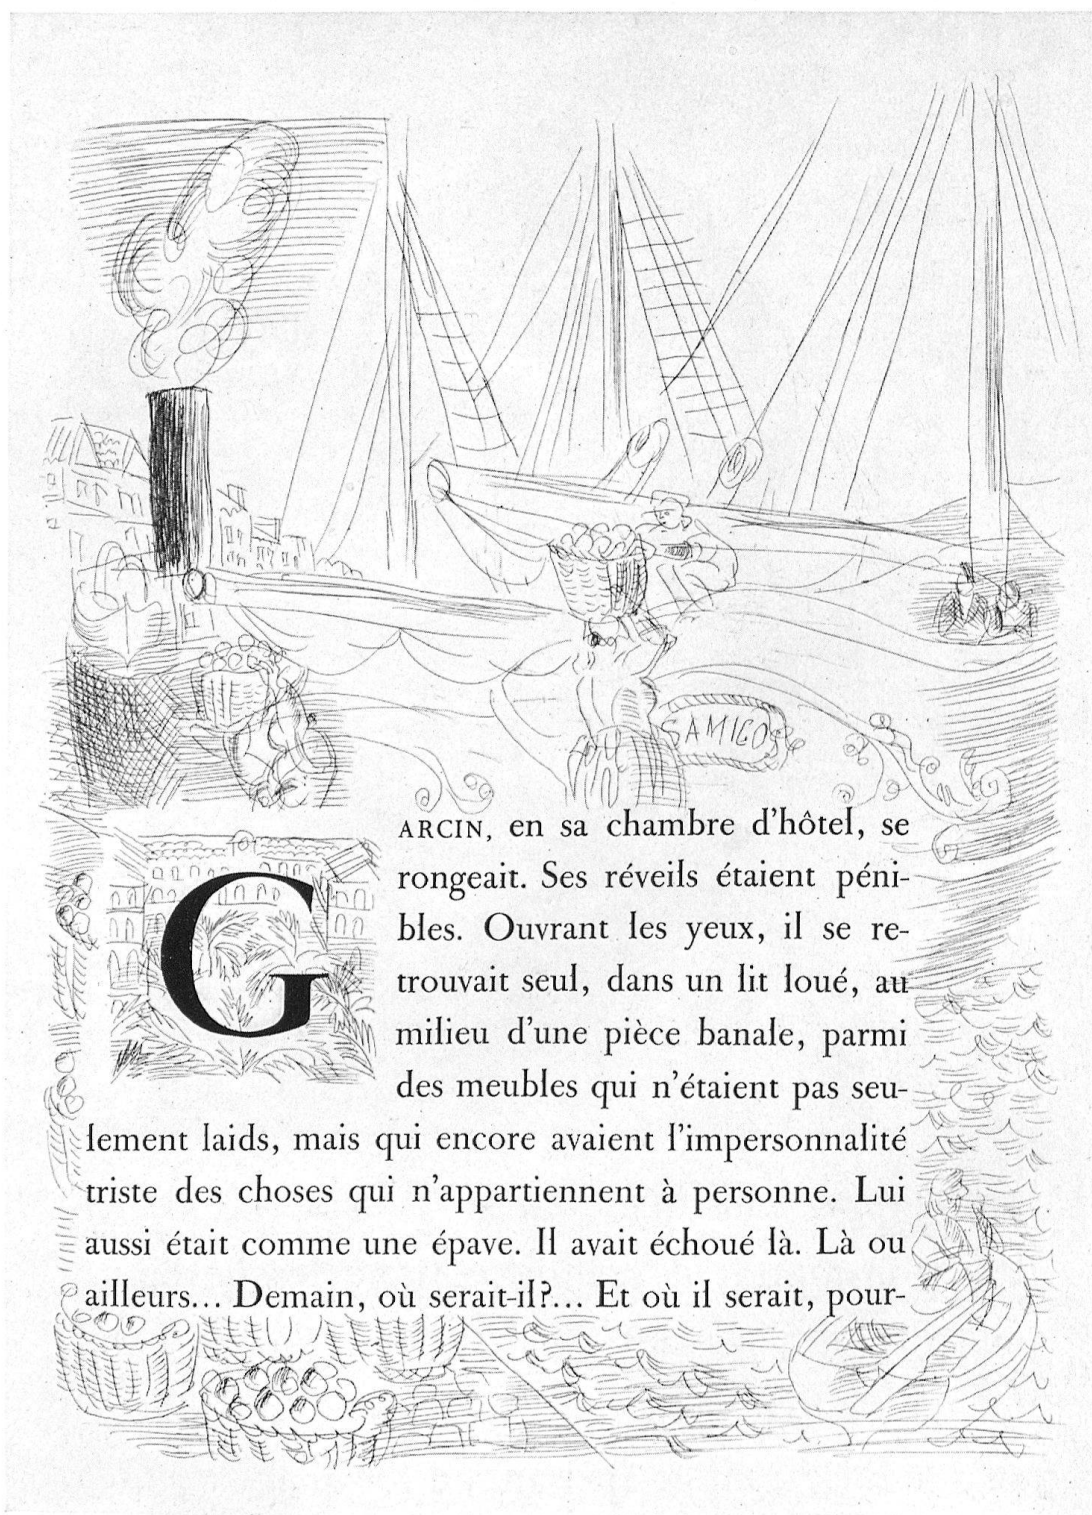 SAMIGOS
GARCIN, en sa chambre d'hôtel, se
rongeait. Ses réveils étaient péni-
bles. Ouvrant les yeux, il se re-
trouvait seul, dans un lit loué, au
milieu d'une pièce banale, parmi
des meubles qui n'étaient pas seu-
lement laids, mais qui encore avaient l'impersonnalité
triste des choses qui n'appartiennent à personne. Lui
aussi était comme une épave. Il avait échoué là. Là ou
ailleurs... Demain, où serait-il?... Et où il serait, pour-